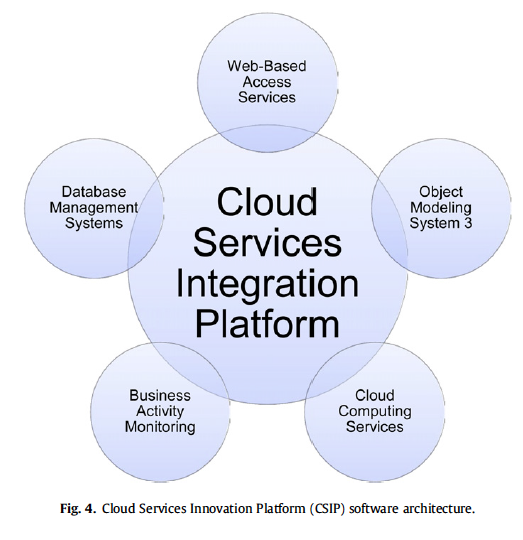 Web-Based
Access
Services
Database
Management
Systems
Object
Modeling
System 3
Cloud
Services
Integration
Platform
Business
Activity
Monitoring
Cloud
Computing
Services
Fig. 4. Cloud Services Innovation Platform (CSIP) software architecture.